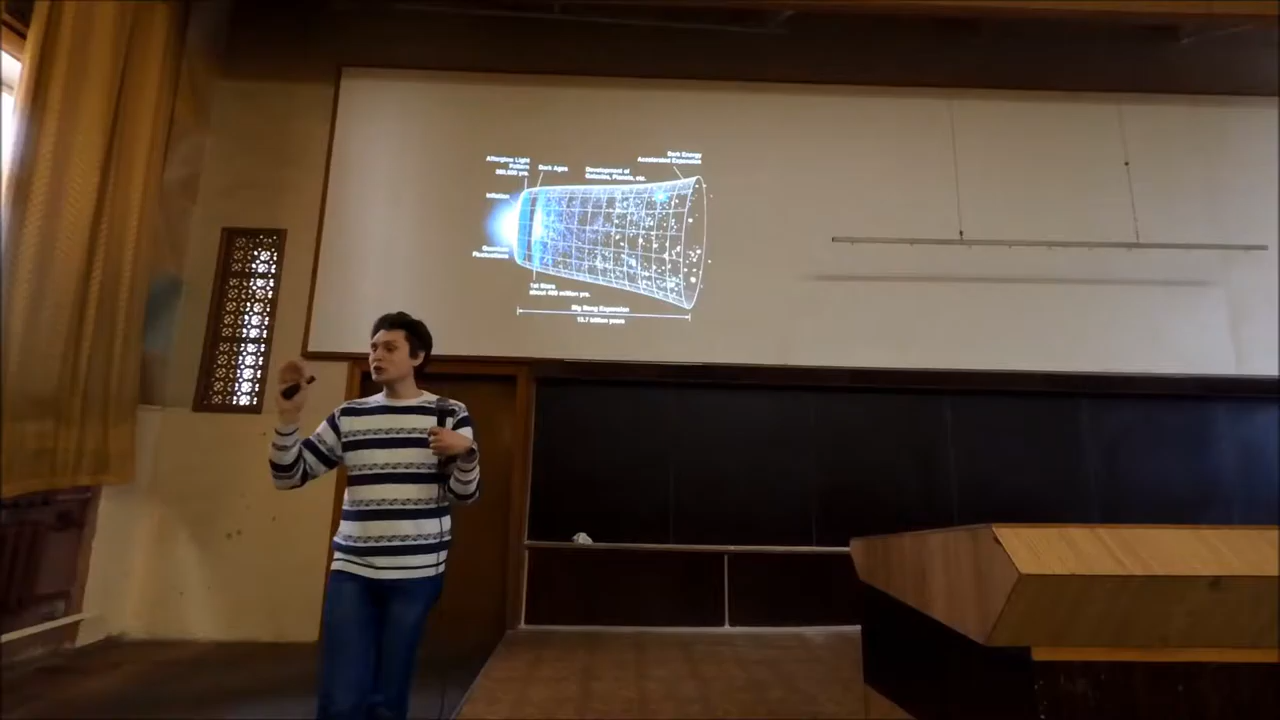 Dark Energy
Accelerated Expansion
Afterglow Light
Pattern
380,000 yrs.
Dark Ages
Development of
Galaxies, Planets, etc.
Inflation
Quantum
Fluctuations
1st Stars
about 400 million yrs.
Big Bang Expansion
13.7 billion years